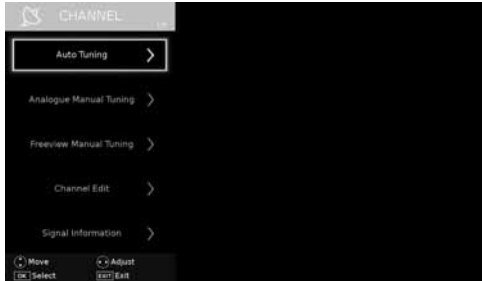 CHANNEL
Auto Tuning
Analogue Manual Tuning
Freeview Manual Tuning
Channel Edit
Signal Information
Move Adjust
OK Select EXIT Exit